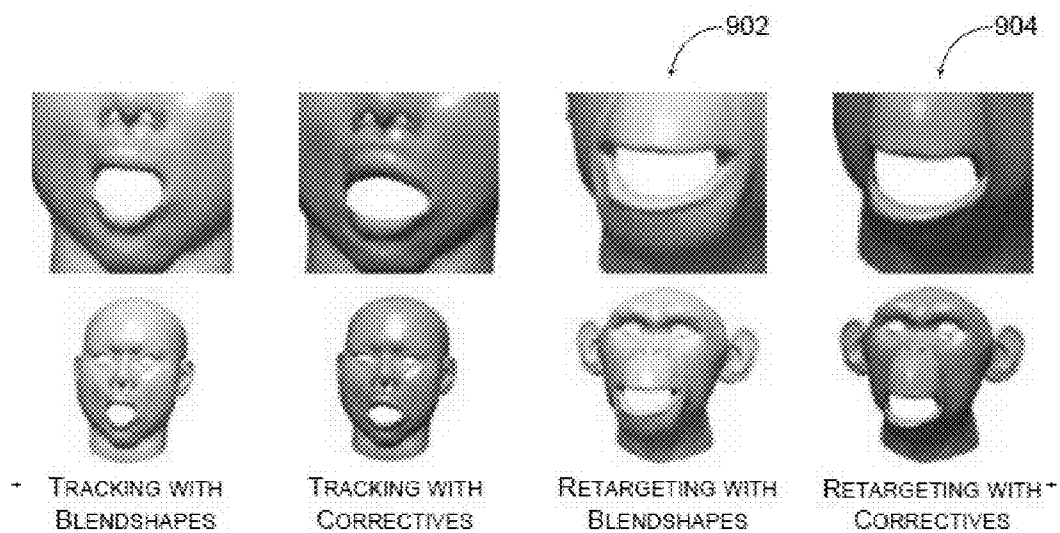 902
904
TRACKING WITH
BLENDSHAPES
TRACKING WITH
CORRECTIVES
RETARGETING WITH
BLENDSHAPES
RETARGETING WITH
CORRECTIVES